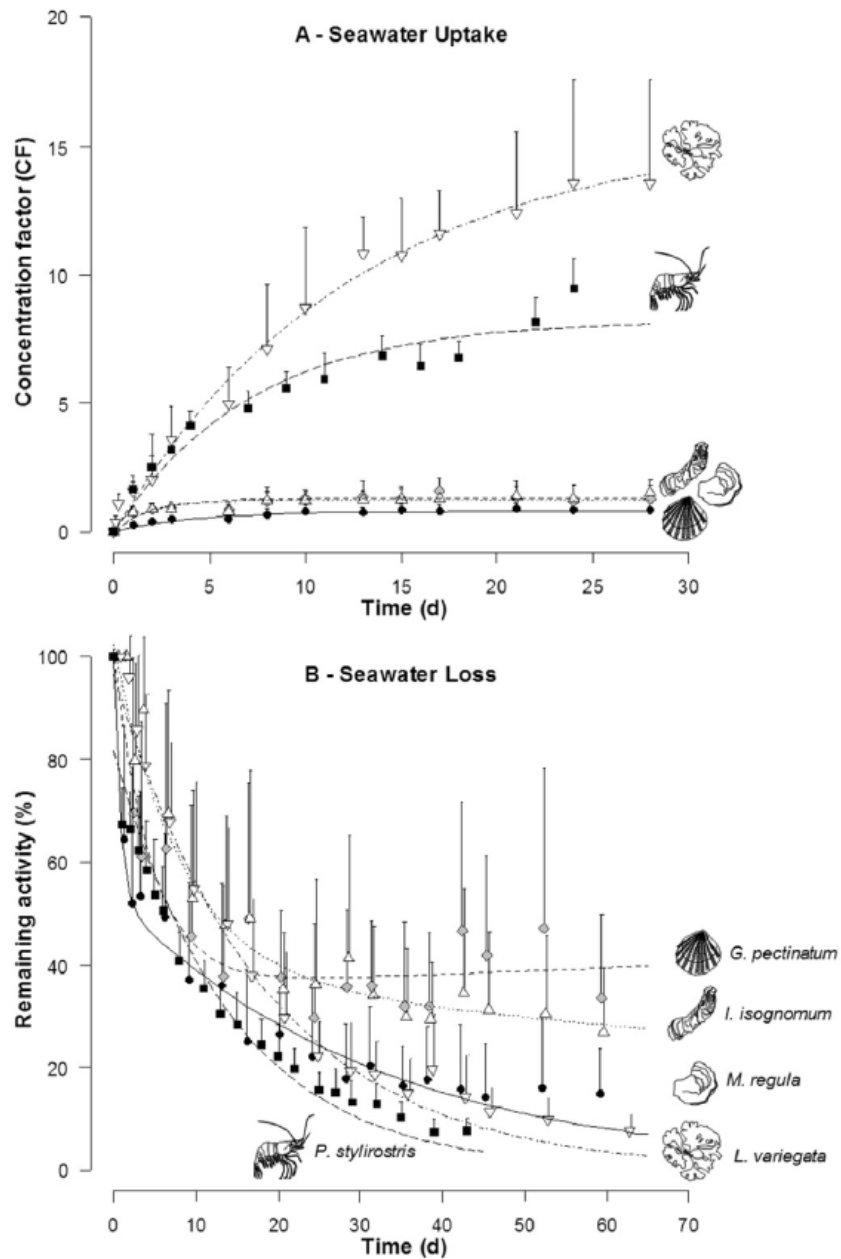 A - Seawater Uptake
Concentration factor (CF)
20
15
10
5
0
0 5 10 15 20 25 30
Time (d)
B - Seawater Loss
Remaining activity (%)
100
80
60
40
20
0
G. pectinatum
I. isognomum
M. regula
P. stylirostris
L. variegata
0 10 20 30 40 50 60 70
Time (d)